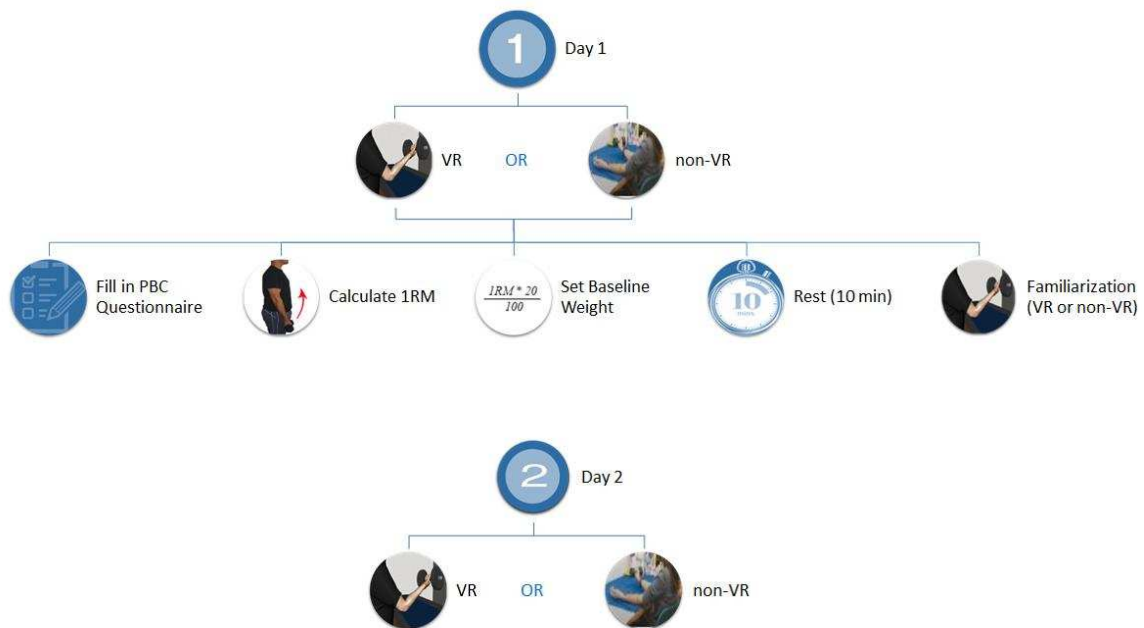 1
Day 1
VR
OR
non-VR
Fill in PBC
Questionnaire
Calculate 1RM
1RM * 20
100
Set Baseline
Weight
10
mins
Rest (10 min)
Familiarization
(VR or non-VR)
2
Day 2
VR
OR
non-VR